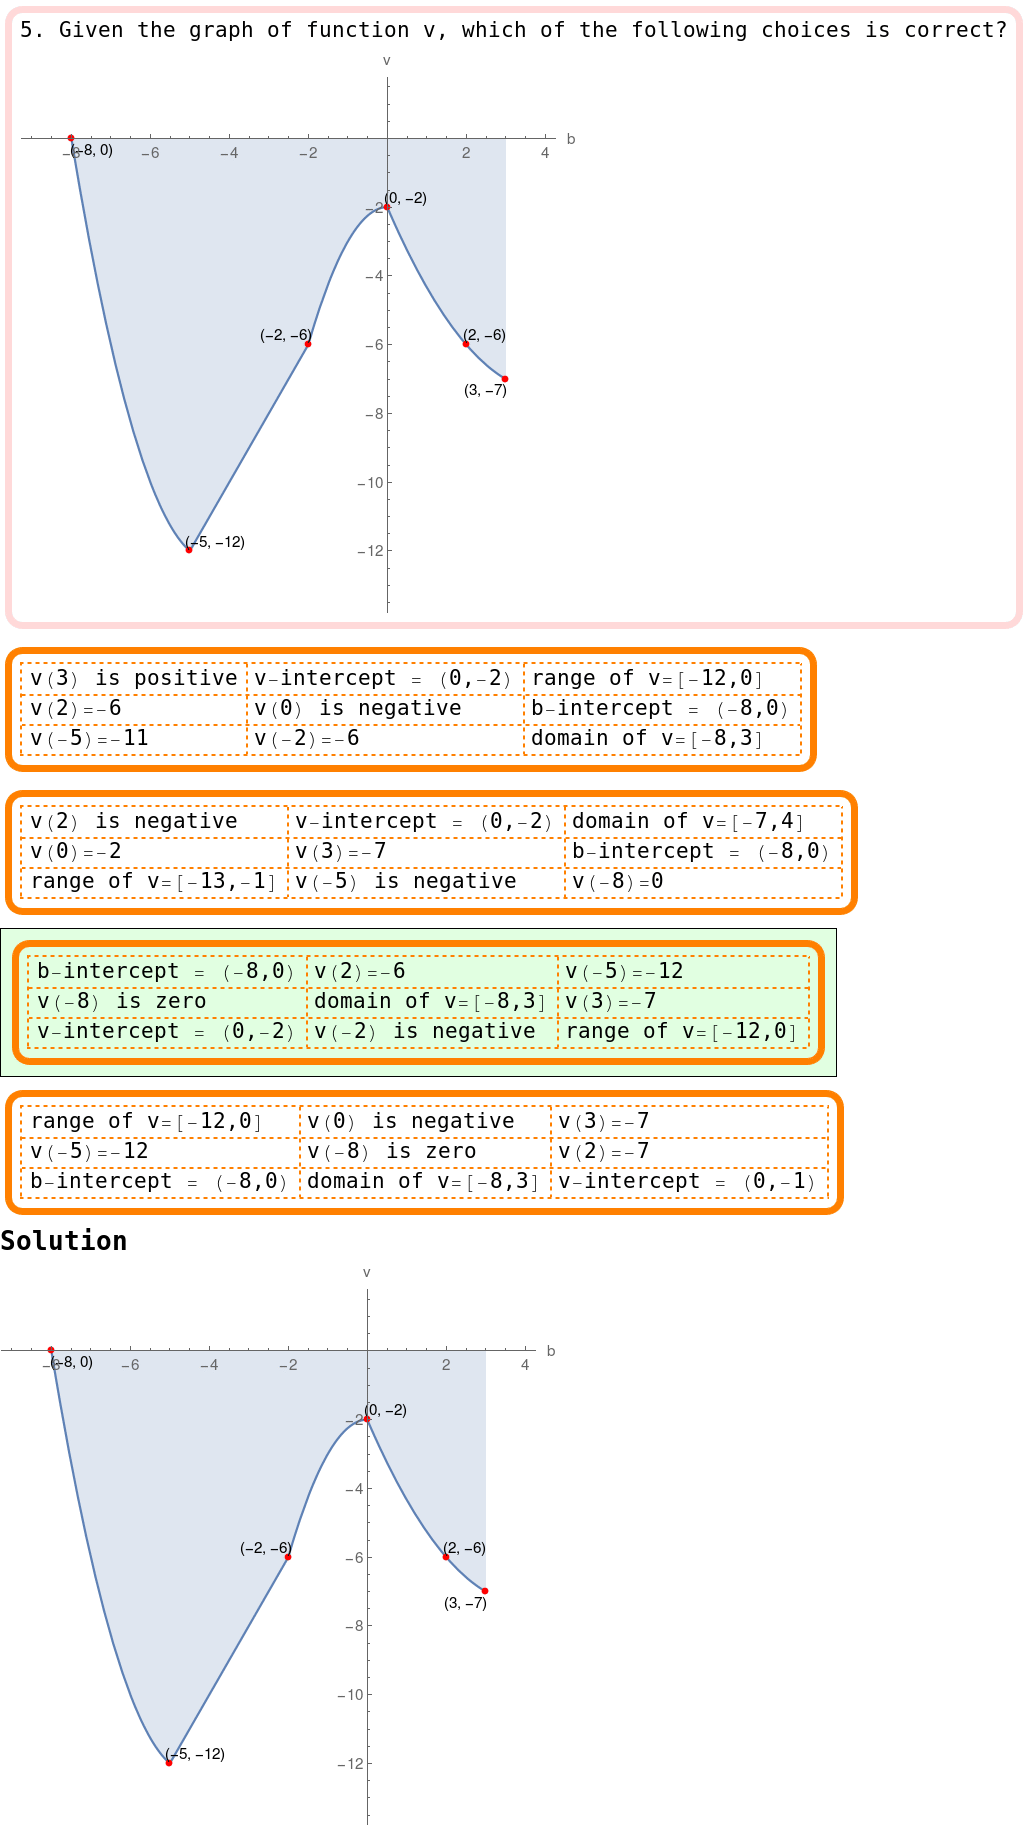 5. Given the graph of function v, which of the following choices is correct?
v
b
−8 −6 −4 −2 2 4
(−8, 0)
(0, −2)
−2
−4
(−2, −6)
(2, −6)
−6
(3, −7)
−8
−10
(−5, −12)
−12
v(3) is positive v-intercept = (0,-2) range of v=[-12,0]
v(2)=-6 v(0) is negative b-intercept = (-8,0)
v(-5)=-11 v(-2)=-6 domain of v=[-8,3]
v(2) is negative v-intercept = (0,-2) domain of v=[-7,4]
v(0)=-2 v(3)=-7 b-intercept = (-8,0)
range of v=[-13,-1] v(-5) is negative v(-8)=0
b-intercept = (-8,0) v(2)=-6 v(-5)=-12
v(-8) is zero domain of v=[-8,3] v(3)=-7
v-intercept = (0,-2) v(-2) is negative range of v=[-12,0]
range of v=[-12,0] v(0) is negative v(3)=-7
v(-5)=-12 v(-8) is zero v(2)=-7
b-intercept = (-8,0) domain of v=[-8,3] v-intercept = (0,-1)
Solution
v
b
−8 −6 −4 −2 2 4
(−8, 0)
(0, −2)
−2
−4
(−2, −6)
(2, −6)
−6
(3, −7)
−8
−10
(−5, −12)
−12